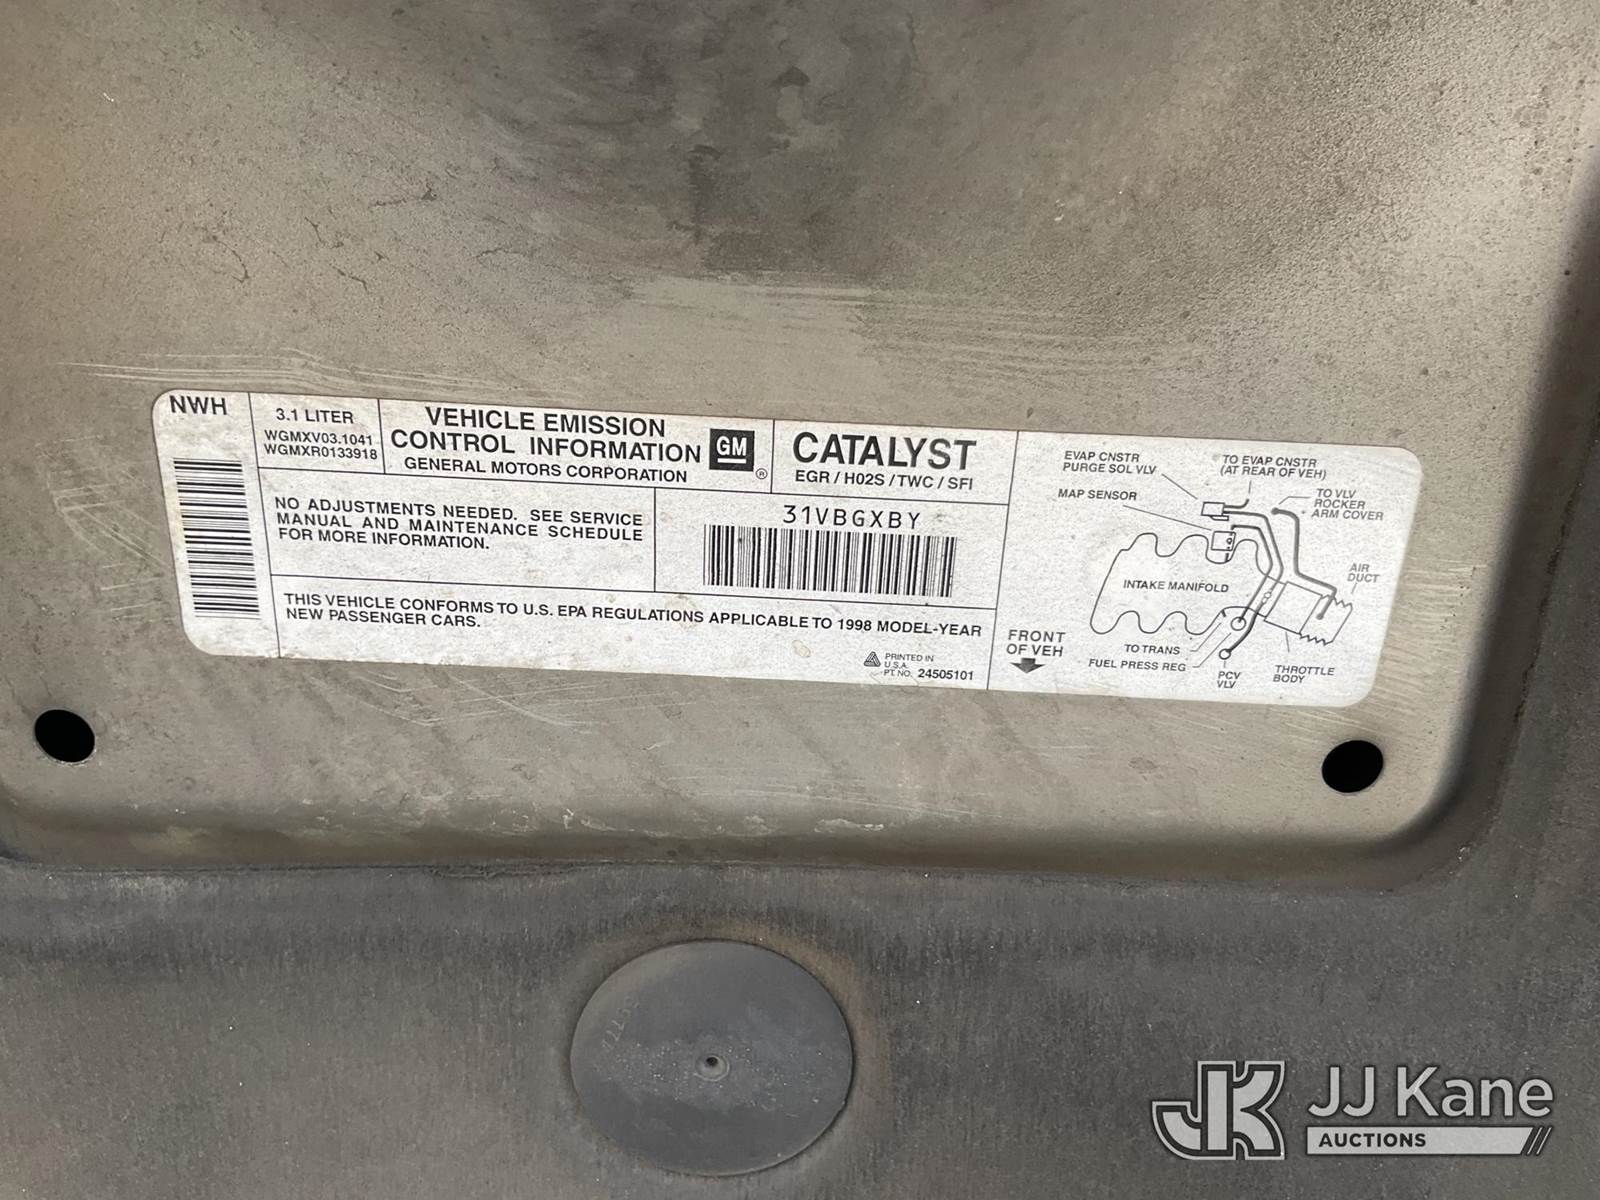 NWH
3.1 LITER
WGMXV03.1041
WGMXR0133918
VEHICLE EMISSION
CONTROL INFORMATION
GENERAL MOTORS CORPORATION
GM
®
CATALYST
EGR / H02S / TWC / SFI
NO ADJUSTMENTS NEEDED. SEE SERVICE
MANUAL AND MAINTENANCE SCHEDULE
FOR MORE INFORMATION.
31VBGXBY
THIS VEHICLE CONFORMS TO U.S. EPA REGULATIONS APPLICABLE TO 1998 MODEL-YEAR
NEW PASSENGER CARS.
PRINTED IN
U.S.A.
PT. NO. 24505101
EVAP CNSTR
PURGE SOL VLV
TO EVAP CNSTR
(AT REAR OF VEH)
MAP SENSOR
TO VLV
ROCKER
ARM COVER
AIR
DUCT
INTAKE MANIFOLD
FRONT
OF VEH
TO TRANS
FUEL PRESS REG
PCV
VLV
THROTTLE
BODY
JK
JJ Kane
AUCTIONS